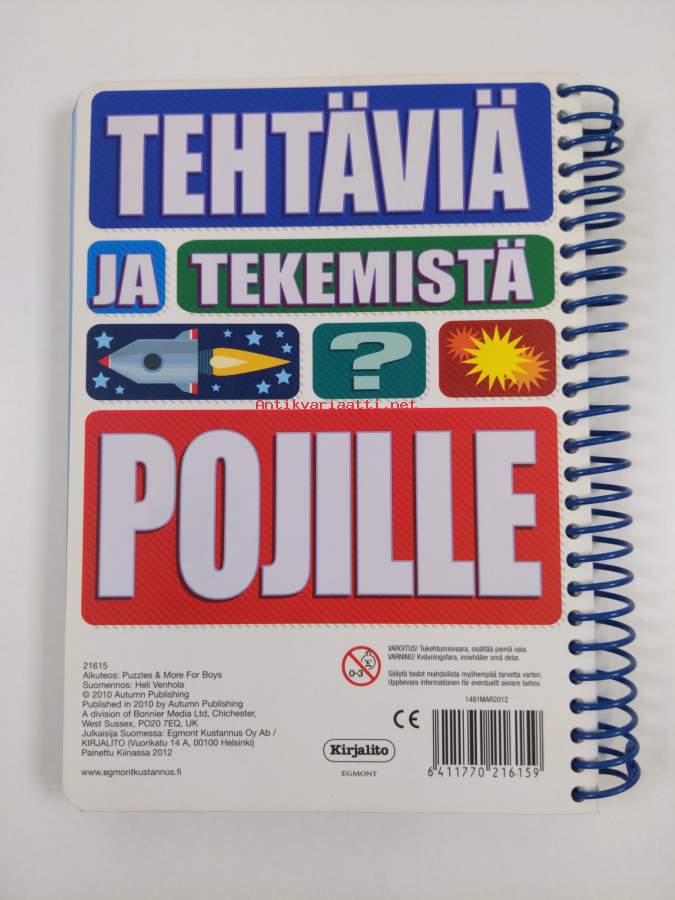 TEHTÄVIÄ
JA TEKEMISTÄ
?
Antikvariaatti.net
POJILLE
21615
Alkuteos: Puzzles & More For Boys
Suomennos: Heli Venhola
© 2010 Autumn Publishing
Published in 2010 by Autumn Publishing
A division of Bonnier Media Ltd, Chichester,
West Sussex, PO20 7EQ, UK
Julkaisija Suomessa: Egmont Kustannus Oy Ab /
KIRJALITO (Vuorikatu 14 A, 00100 Helsinki)
Painettu Kiinassa 2012
www.egmontkustannus.fi
0-3
VAROITUS! Tukehtumisvaara, sisältää pieniä osia.
VARNING! Kvävningsfara, innehåller små delar.
Säilytä tiedot mahdollista myöhempää tarvetta varten.
Uppbevara informationen för eventuellt senare behov.
1481MAR2012
CE
Kirjalito
EGMONT
6 411770 216159